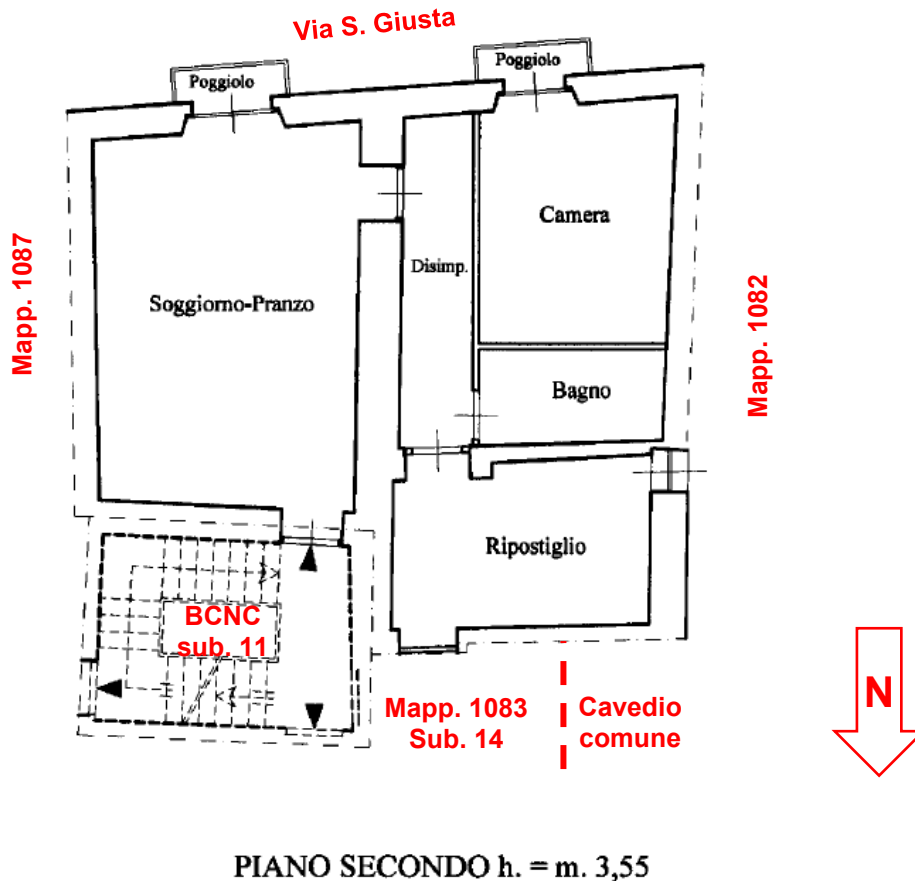 Via S. Giusta
Poggiolo
Poggiolo
Camera
Mapp. 1087
Disimp.
Soggiorno-Pranzo
Mapp. 1082
Bagno
Ripostiglio
BCNC
sub. 11
Mapp. 1083
Sub. 14
Cavedio
comune
N
PIANO SECONDO h. = m. 3,55